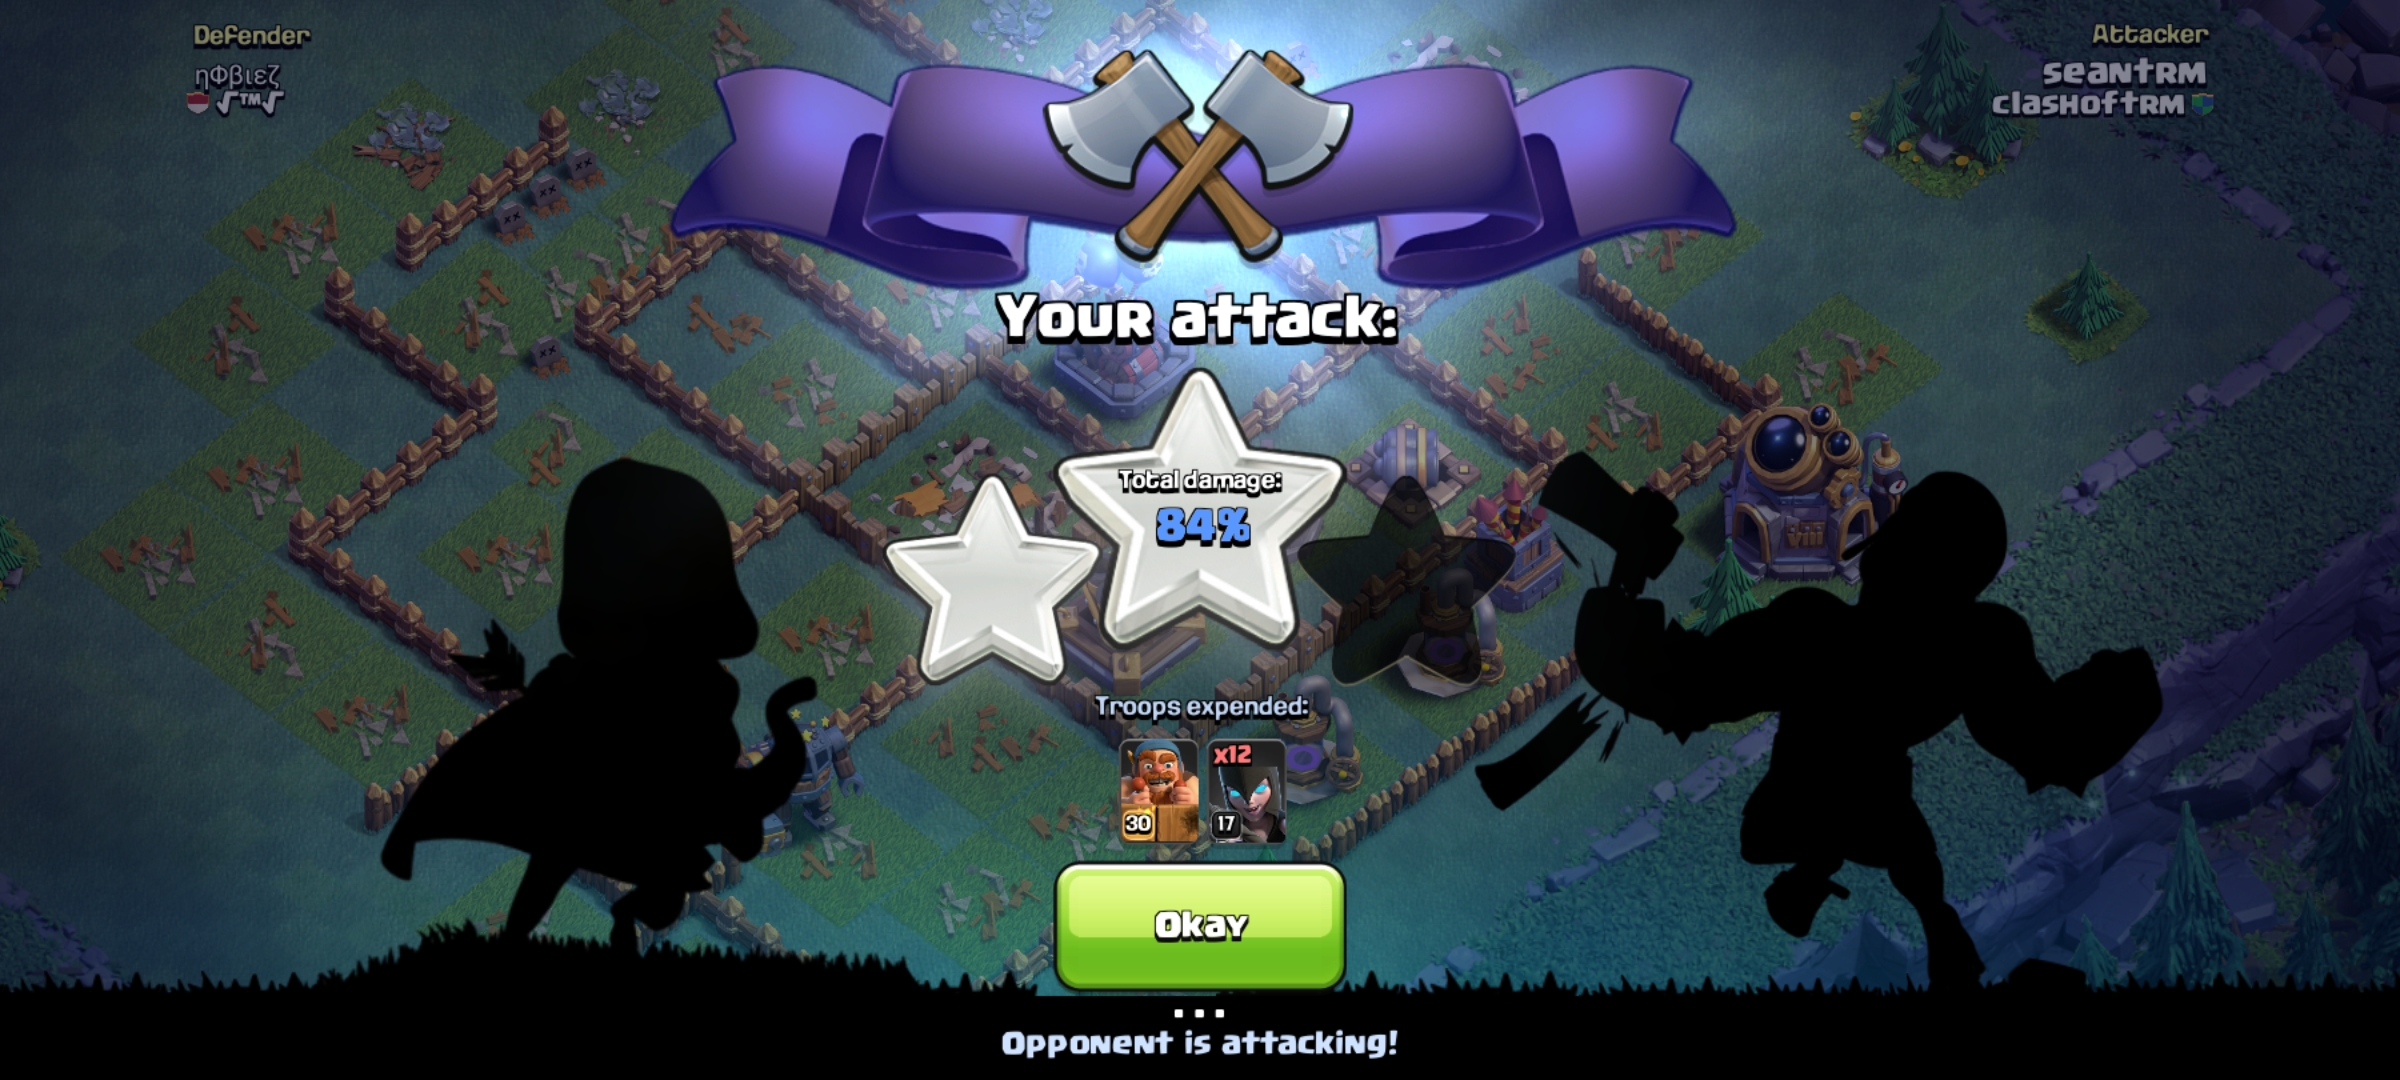 Defender
ηΦβιεζ
√™√
Attacker
seantRM
clashoftRM
Your attack:
Total damage:
84%
Troops expended:
30
x12
17
VIII
Okay
...
Opponent is attacking!